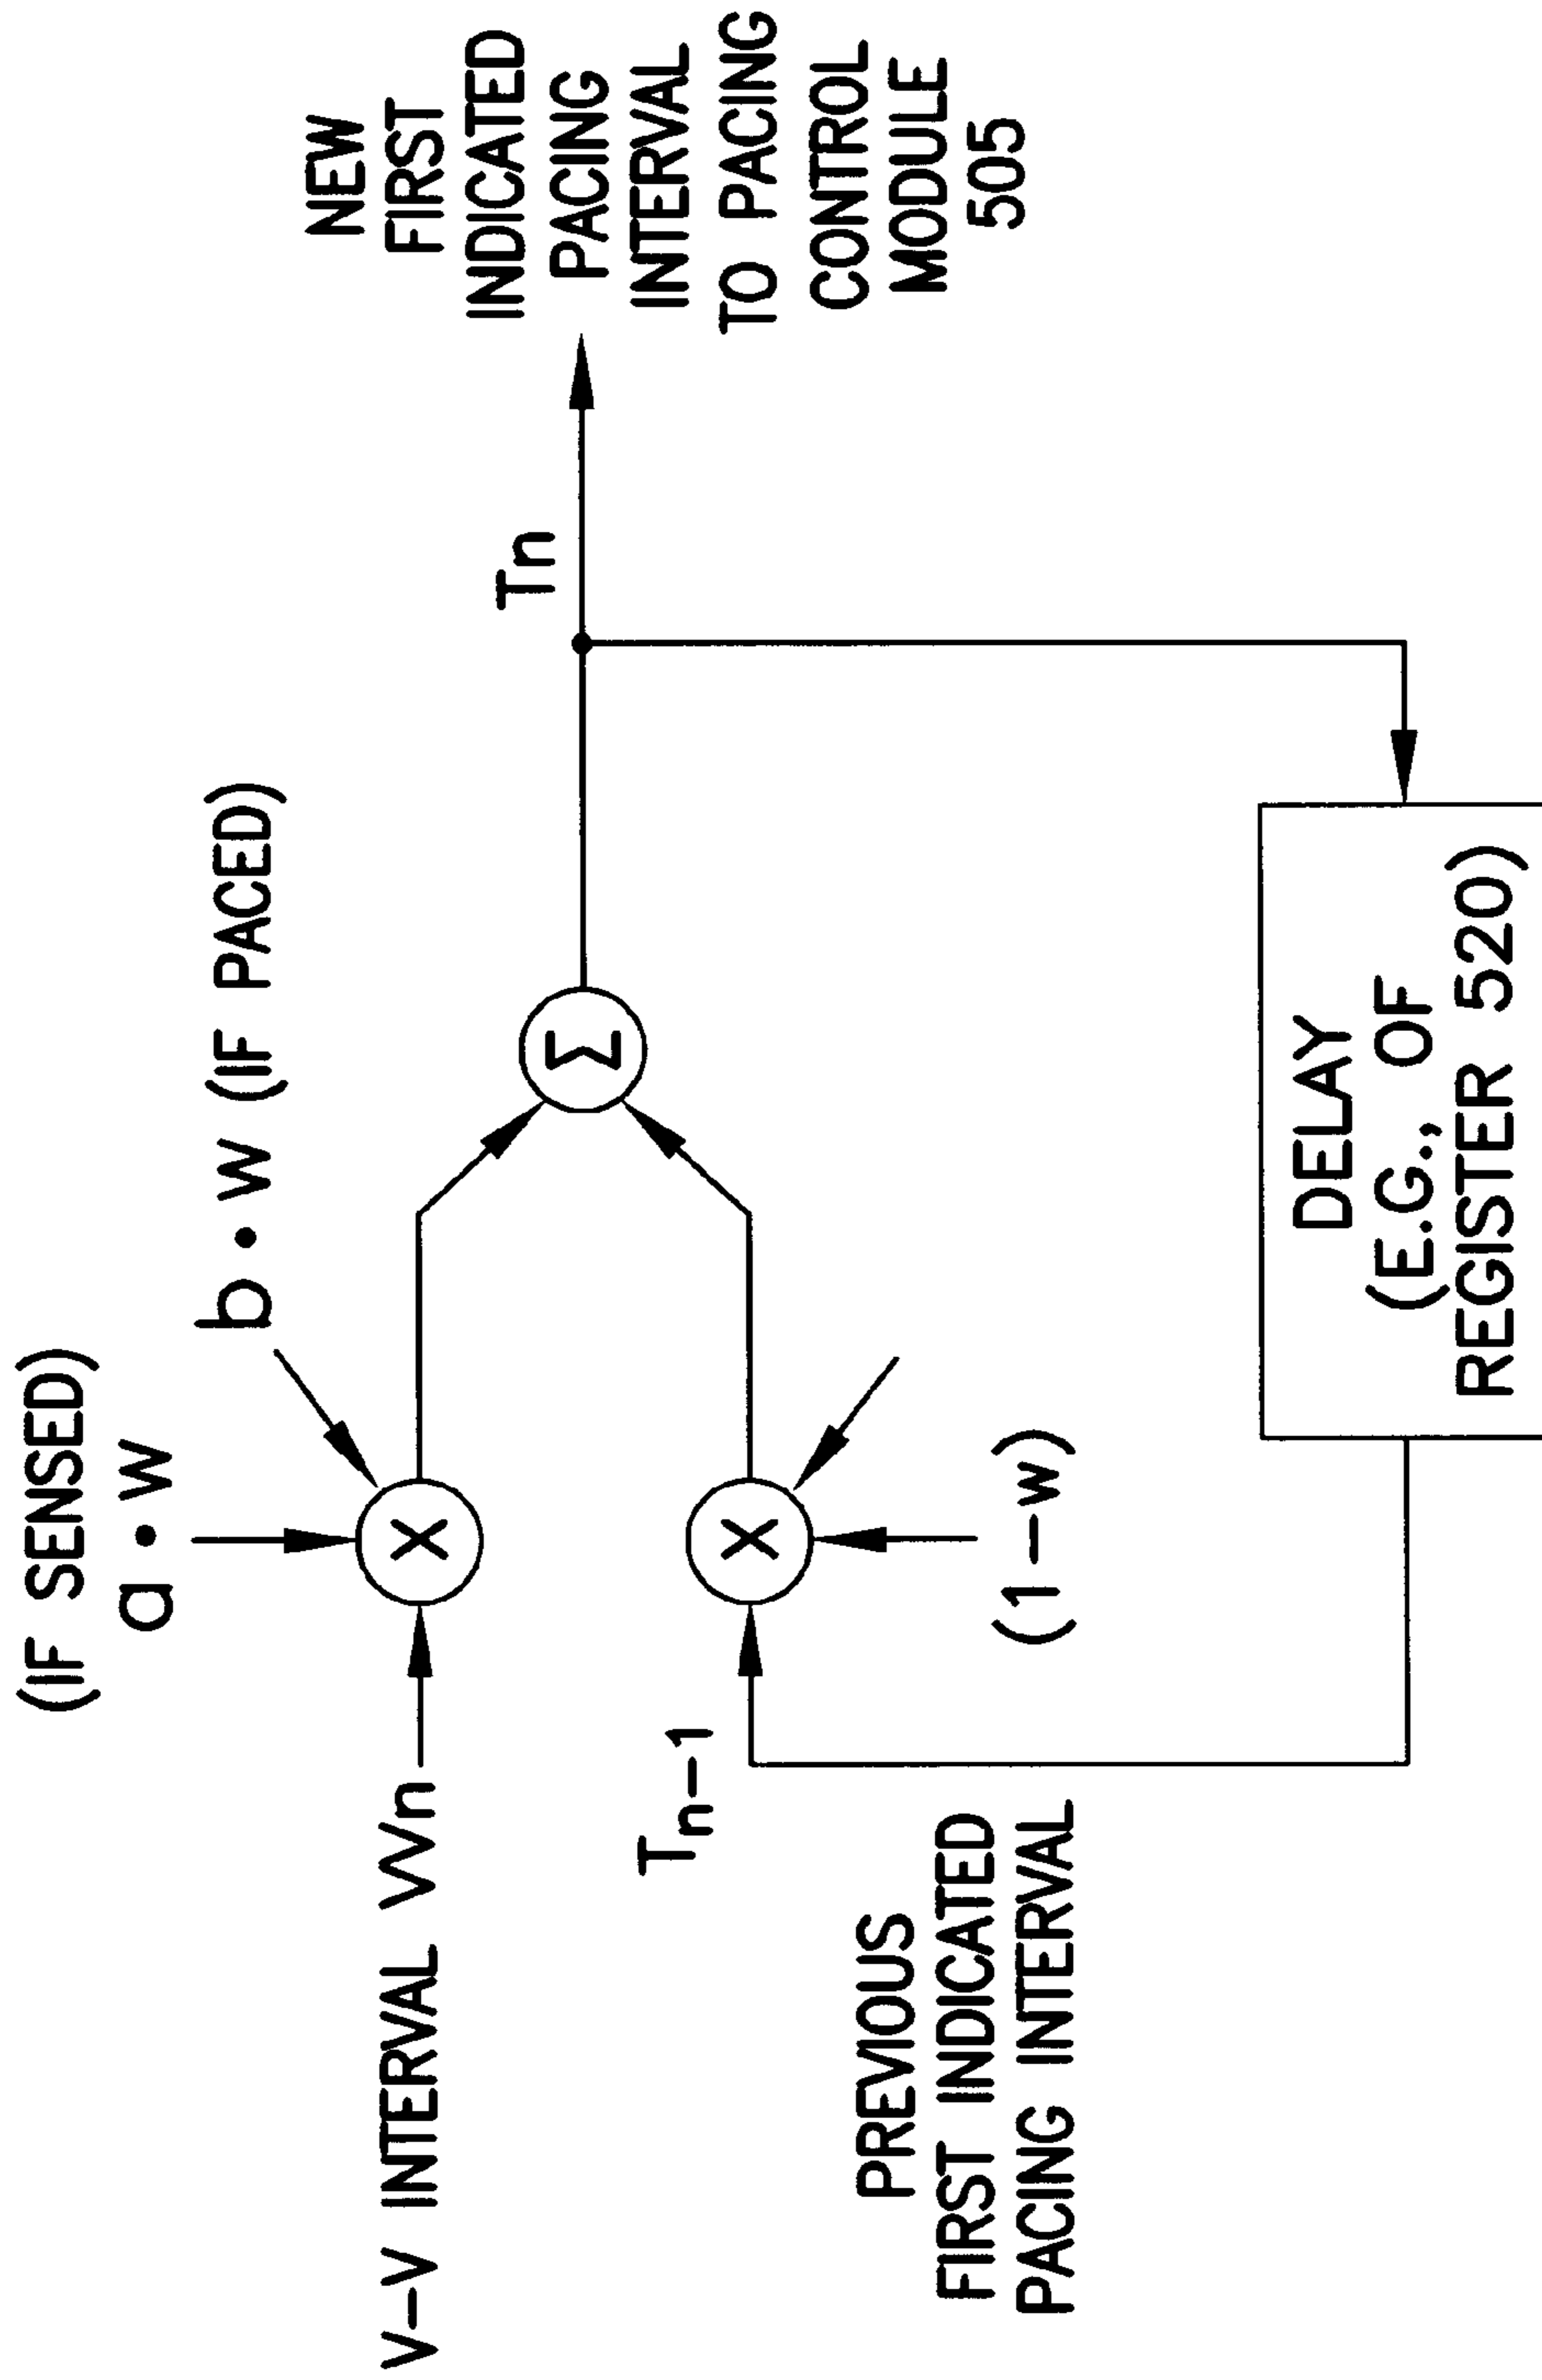 (IF SENSED)
a • w
b • w (IF PACED)
V-V INTERVAL VVn
X
Σ
Tn
NEW
FIRST
INDICATED
PACING
INTERVAL
TO PACING
CONTROL
MODULE
505
Tn-1
X
PREVIOUS
FIRST INDICATED
PACING INTERVAL
(1-w)
DELAY
(E.G., OF
REGISTER 520)